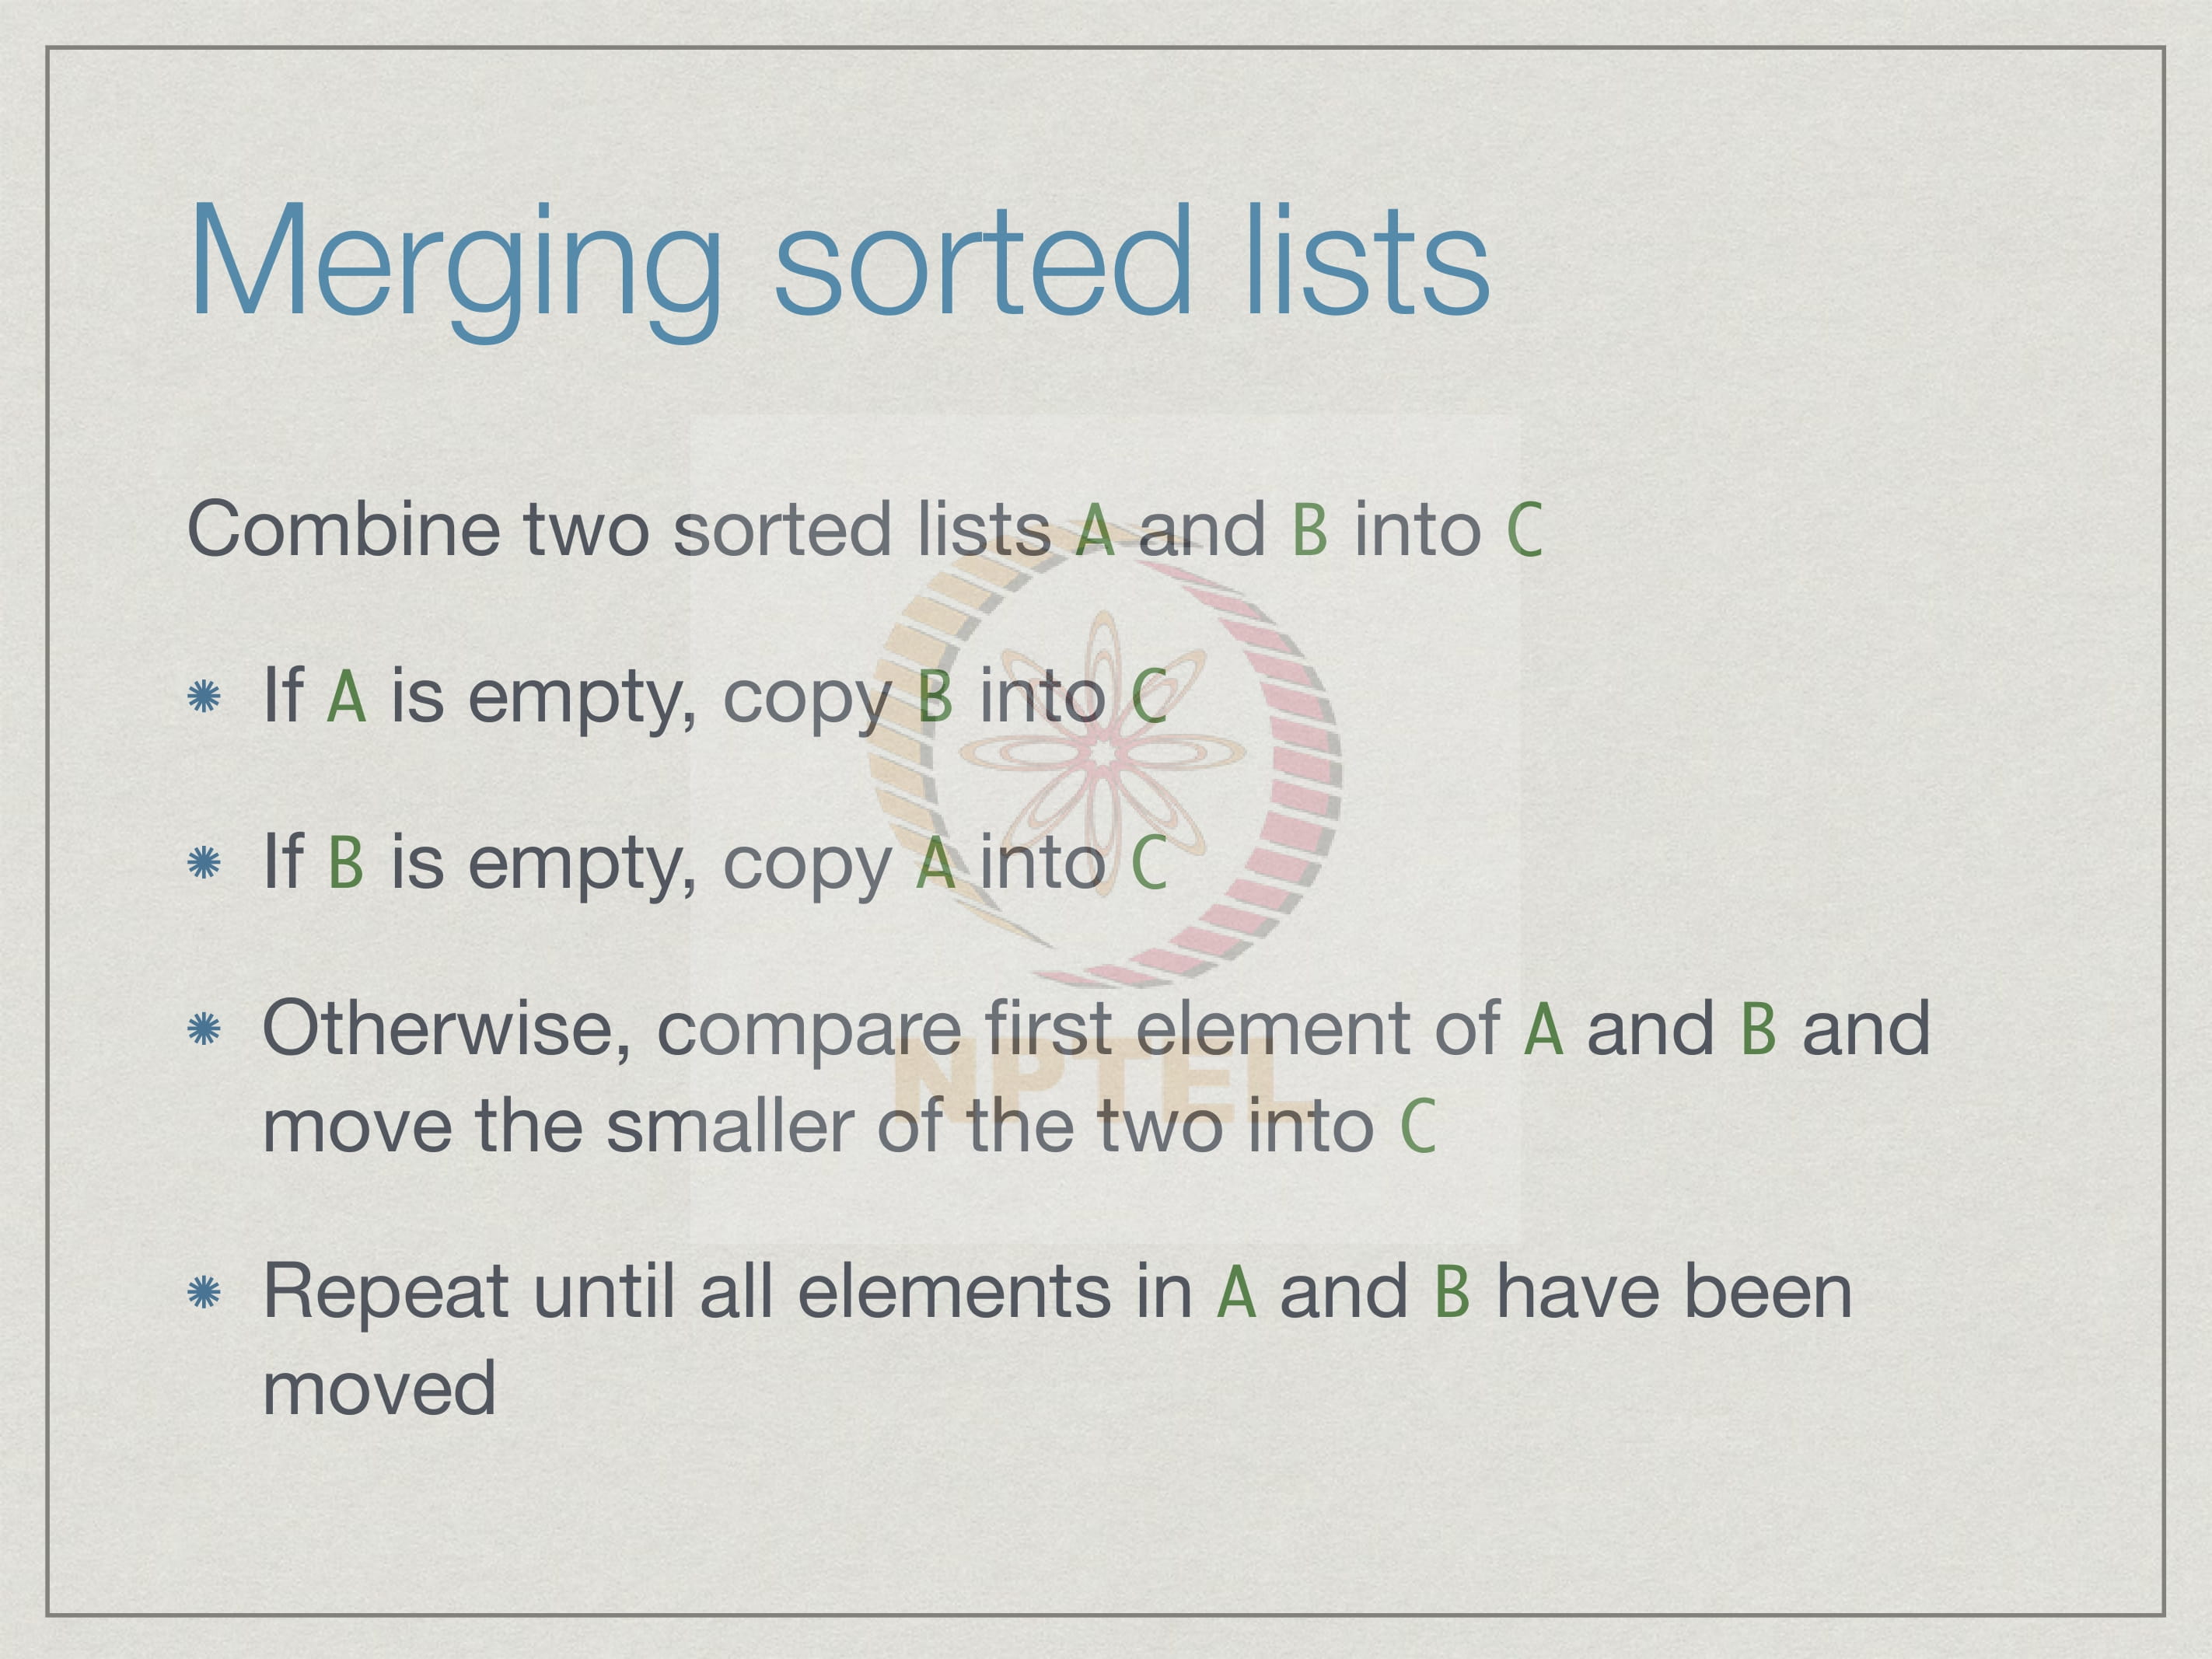 Merging sorted lists
Combine two sorted lists A and B into C
If A is empty, copy B into C
If B is empty, copy A into C
Otherwise, compare first element of A and B and
move the smaller of the two into C
NPTEL
Repeat until all elements in A and B have been
moved